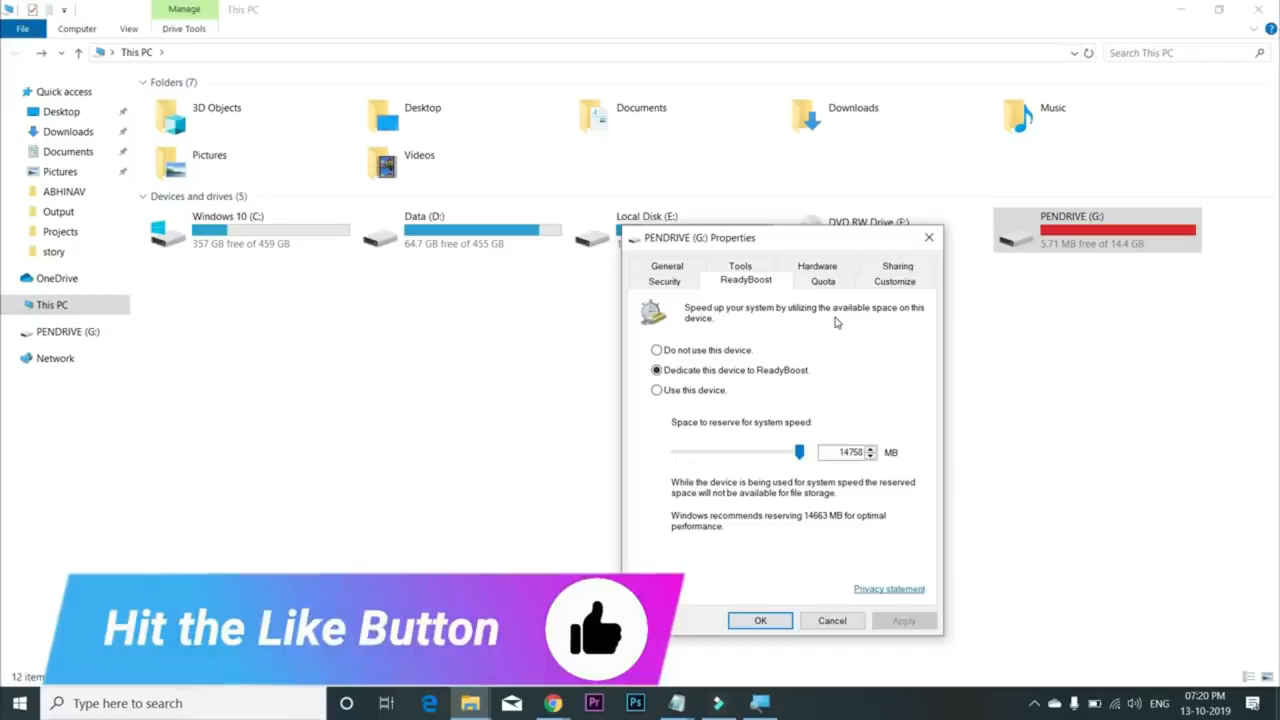 Manage
This PC
File
Computer
View
Drive Tools
This PC
Search This PC
Quick access
Desktop
Downloads
Documents
Pictures
ABHINAV
Output
Projects
story
OneDrive
This PC
PENDRIVE (G:)
Network
Folders (7)
3D Objects
Desktop
Documents
Downloads
Music
Pictures
Videos
Devices and drives (5)
Windows 10 (C:)
357 GB free of 459 GB
Data (D:)
64.7 GB free of 455 GB
Local Disk (E:)
DVD RW Drive (F:)
PENDRIVE (G:)
5.71 MB free of 14.4 GB
PENDRIVE (G:) Properties
General
Tools
Hardware
Sharing
Security
ReadyBoost
Quota
Customize
Speed up your system by utilizing the available space on this
device.
Do not use this device.
Dedicate this device to ReadyBoost.
Use this device.
Space to reserve for system speed:
14758 MB
While the device is being used for system speed the reserved
space will not be available for file storage.
Windows recommends reserving 14663 MB for optimal
performance.
Privacy statement
OK
Cancel
Apply
Hit the Like Button
Type here to search
Pr
Ps
ENG
07:20 PM
13-10-2019